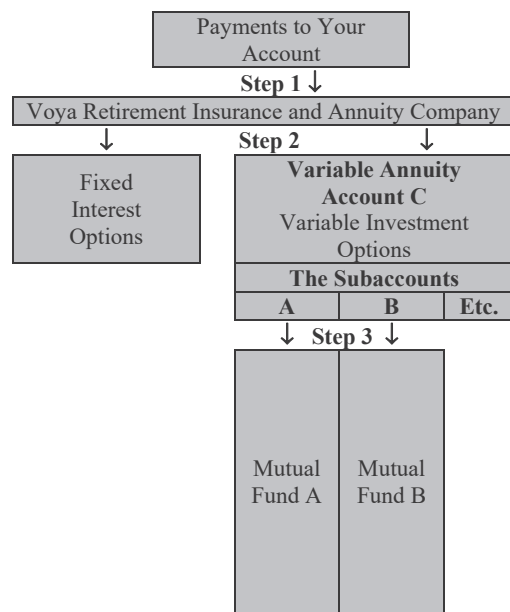 Payments to Your
Account
Step 1 ↓
Voya Retirement Insurance and Annuity Company
↓ Step 2 ↓
Fixed
Interest
Options
Variable Annuity
Account C
Variable Investment
Options
The Subaccounts
A B Etc.
↓ Step 3 ↓
Mutual
Fund A
Mutual
Fund B